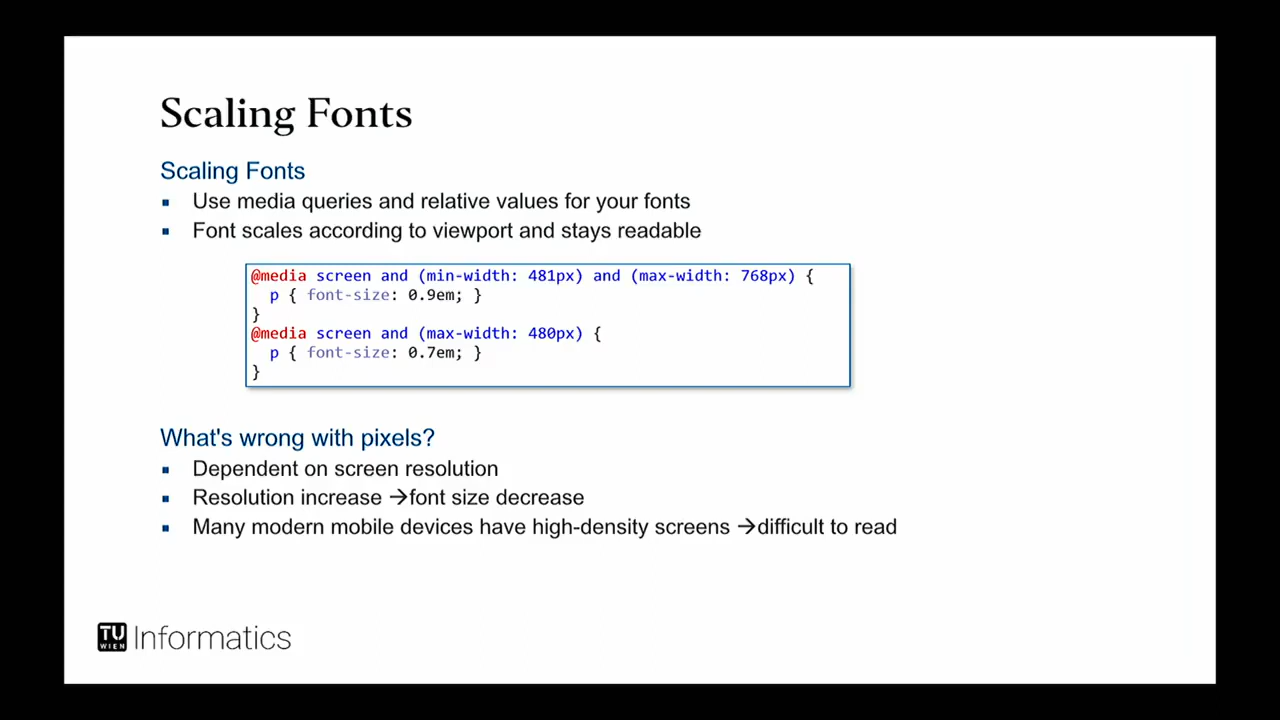 Scaling Fonts
Scaling Fonts
▪ Use media queries and relative values for your fonts
▪ Font scales according to viewport and stays readable
@media screen and (min-width: 481px) and (max-width: 768px) {
  p { font-size: 0.9em; }
}
@media screen and (max-width: 480px) {
  p { font-size: 0.7em; }
}
What's wrong with pixels?
▪ Dependent on screen resolution
▪ Resolution increase →font size decrease
▪ Many modern mobile devices have high-density screens →difficult to read
TU WIEN Informatics